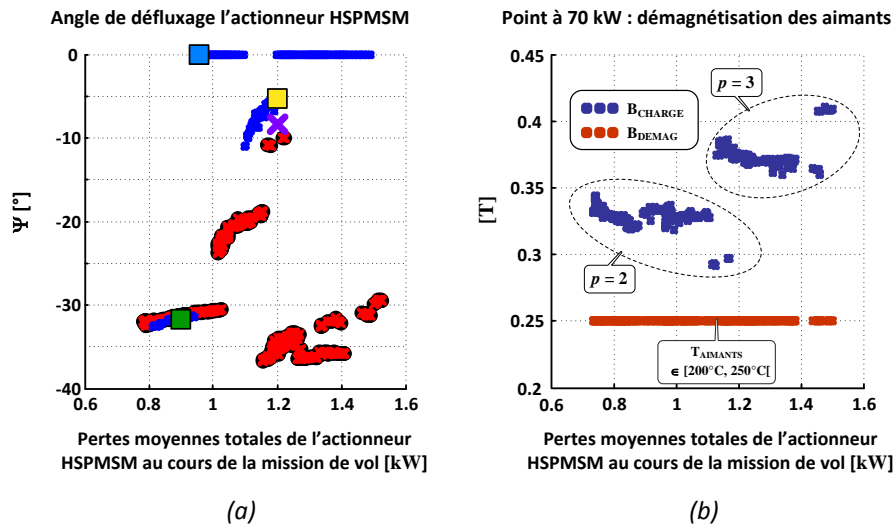 Angle de défluxage l’actionneur HSPMSM
0
-10
-20
-30
-40
Ψ [°]
0.6
0.8
1
1.2
1.4
1.6
Pertes moyennes totales de l’actionneur
HSPMSM au cours de la mission de vol [kW]
(a)
Point à 70 kW : démagnétisation des aimants
0.45
0.4
0.35
0.3
0.25
0.2
[T]
B_CHARGE
B_DEMAG
p = 3
p = 2
T_AIMANTS
∈ [200°C, 250°C[
0.6
0.8
1
1.2
1.4
1.6
Pertes moyennes totales de l’actionneur
HSPMSM au cours de la mission de vol [kW]
(b)